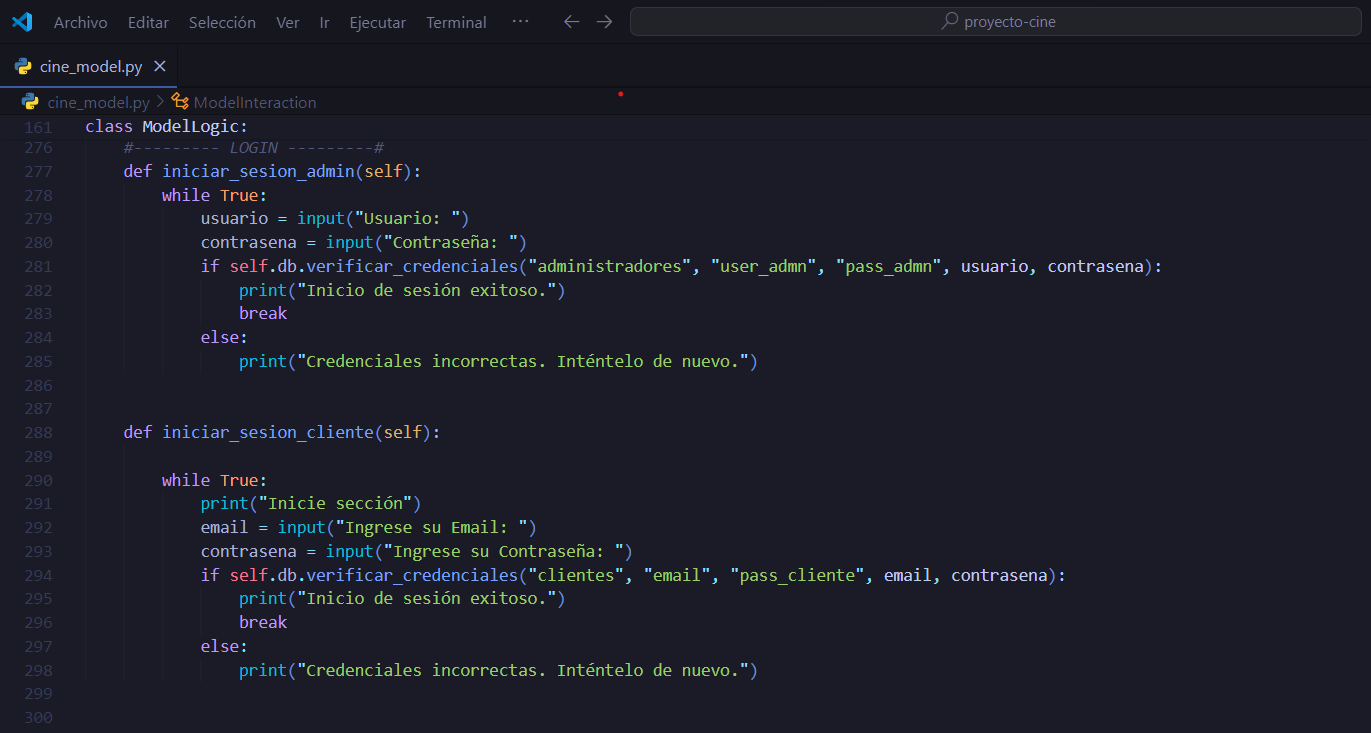 Archivo Editar Selección Ver Ir Ejecutar Terminal ··· proyecto-cine
cine_model.py
cine_model.py > ModelInteraction
161 class ModelLogic:
276 #--------- LOGIN ---------#
277 def iniciar_sesion_admin(self):
278 while True:
279 usuario = input("Usuario: ")
280 contrasena = input("Contraseña: ")
281 if self.db.verificar_credenciales("administradores", "user_admn", "pass_admn", usuario, contrasena):
282 print("Inicio de sesión exitoso.")
283 break
284 else:
285 print("Credenciales incorrectas. Inténtelo de nuevo.")
286
287
288 def iniciar_sesion_cliente(self):
289
290 while True:
291 print("Inicie sección")
292 email = input("Ingrese su Email: ")
293 contrasena = input("Ingrese su Contraseña: ")
294 if self.db.verificar_credenciales("clientes", "email", "pass_cliente", email, contrasena):
295 print("Inicio de sesión exitoso.")
296 break
297 else:
298 print("Credenciales incorrectas. Inténtelo de nuevo.")
299
300